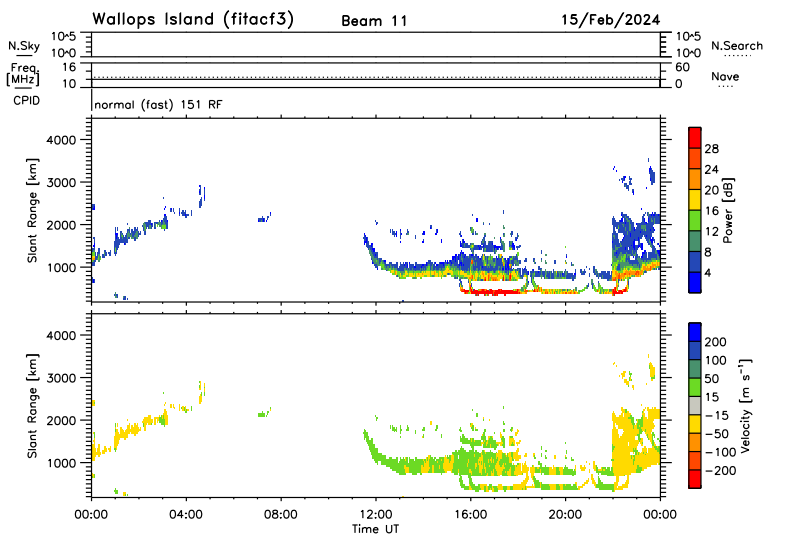 Wallops Island (fitacf3) Beam 11 15/Feb/2024
N.Sky 10^5 10^5 N.Search
10^0 10^0
Freq. 16 60
[MHz] 10 0 Nave
CPID normal (fast) 151 RF
Slant Range [km]
4000
3000
2000
1000
28
24
20
16
12
8
4
Power [dB]
Slant Range [km]
4000
3000
2000
1000
200
100
50
15
-15
-50
-100
-200
Velocity [m s⁻¹]
00:00 04:00 08:00 12:00 16:00 20:00 00:00
Time UT